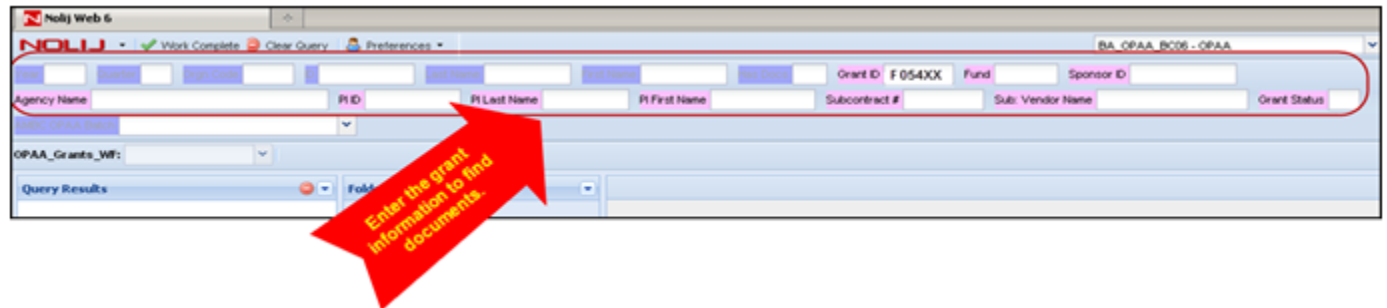 Nolij Web 6
NOLIJ Work Complete Clear Query Preferences BA_OPAA_BC06 - OPAA
Grant ID F054XX Fund Sponsor ID
Agency Name PI ID PI Last Name PI First Name Subcontract # Sub: Vendor Name Grant Status
OPAA_Grants_WF:
Query Results Fold
Enter the grant
information to find
documents.